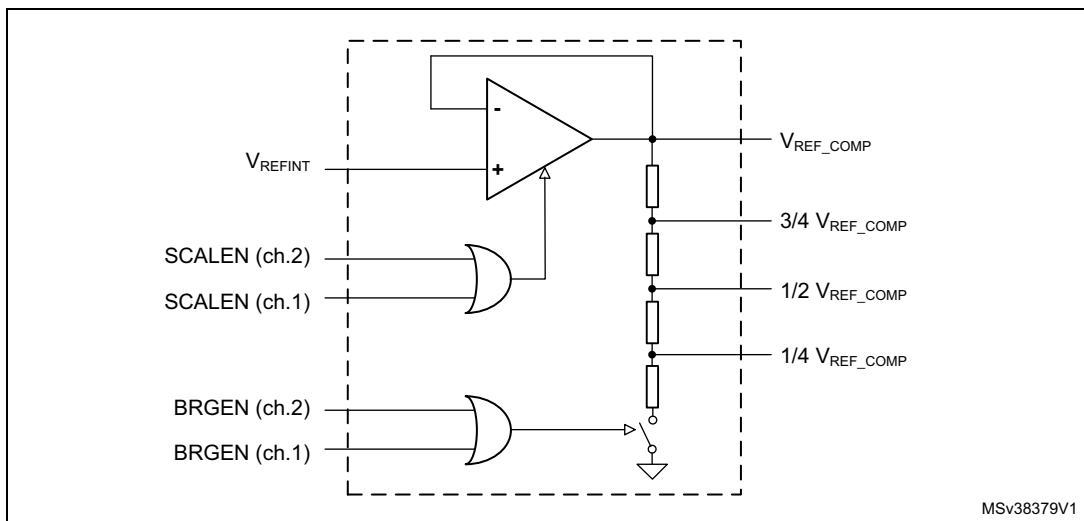 -
+
V_REFINT
V_REF_COMP
3/4 V_REF_COMP
SCALEN (ch.2)
SCALEN (ch.1)
1/2 V_REF_COMP
1/4 V_REF_COMP
BRGEN (ch.2)
BRGEN (ch.1)
MSv38379V1